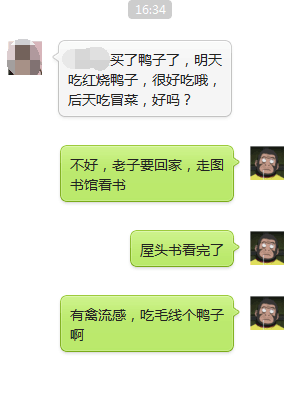 16:34
买了鸭子了，明天
吃红烧鸭子，很好吃哦，
后天吃冒菜，好吗？
不好，老子要回家，走图
书馆看书
屋头书看完了
有禽流感，吃毛线个鸭子
啊